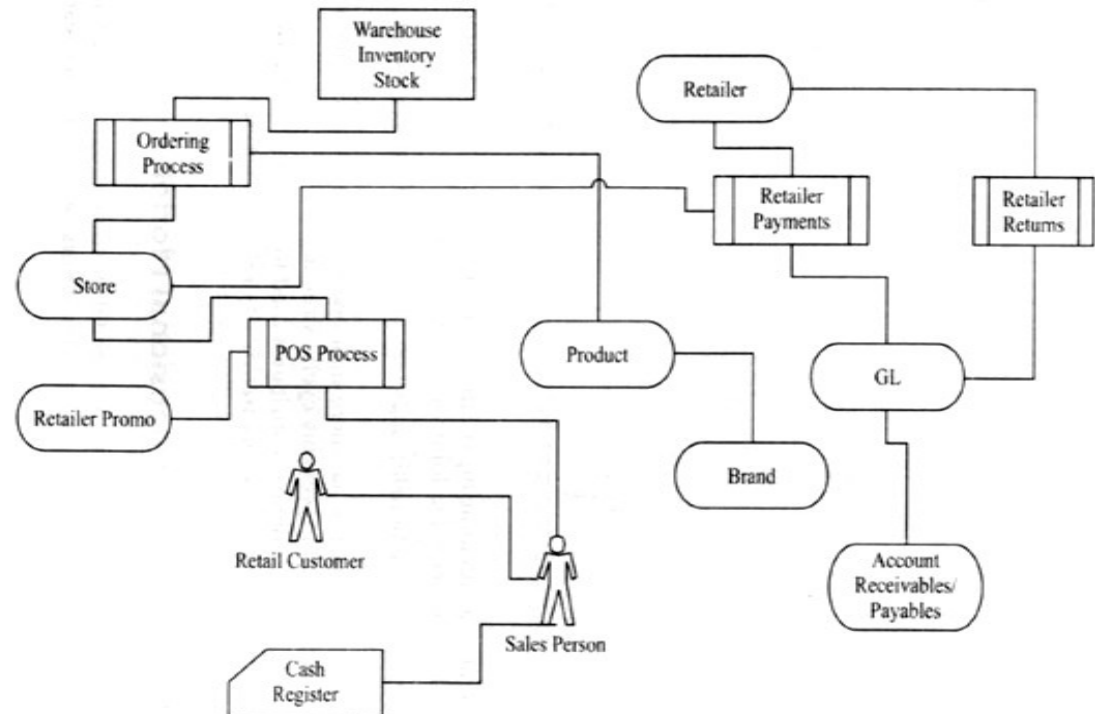 Warehouse
Inventory
Stock
Retailer
Ordering
Process
Retailer
Payments
Retailer
Returns
Store
POS Process
Product
GL
Retailer Promo
Brand
Retail Customer
Account
Receivables/
Payables
Sales Person
Cash
Register